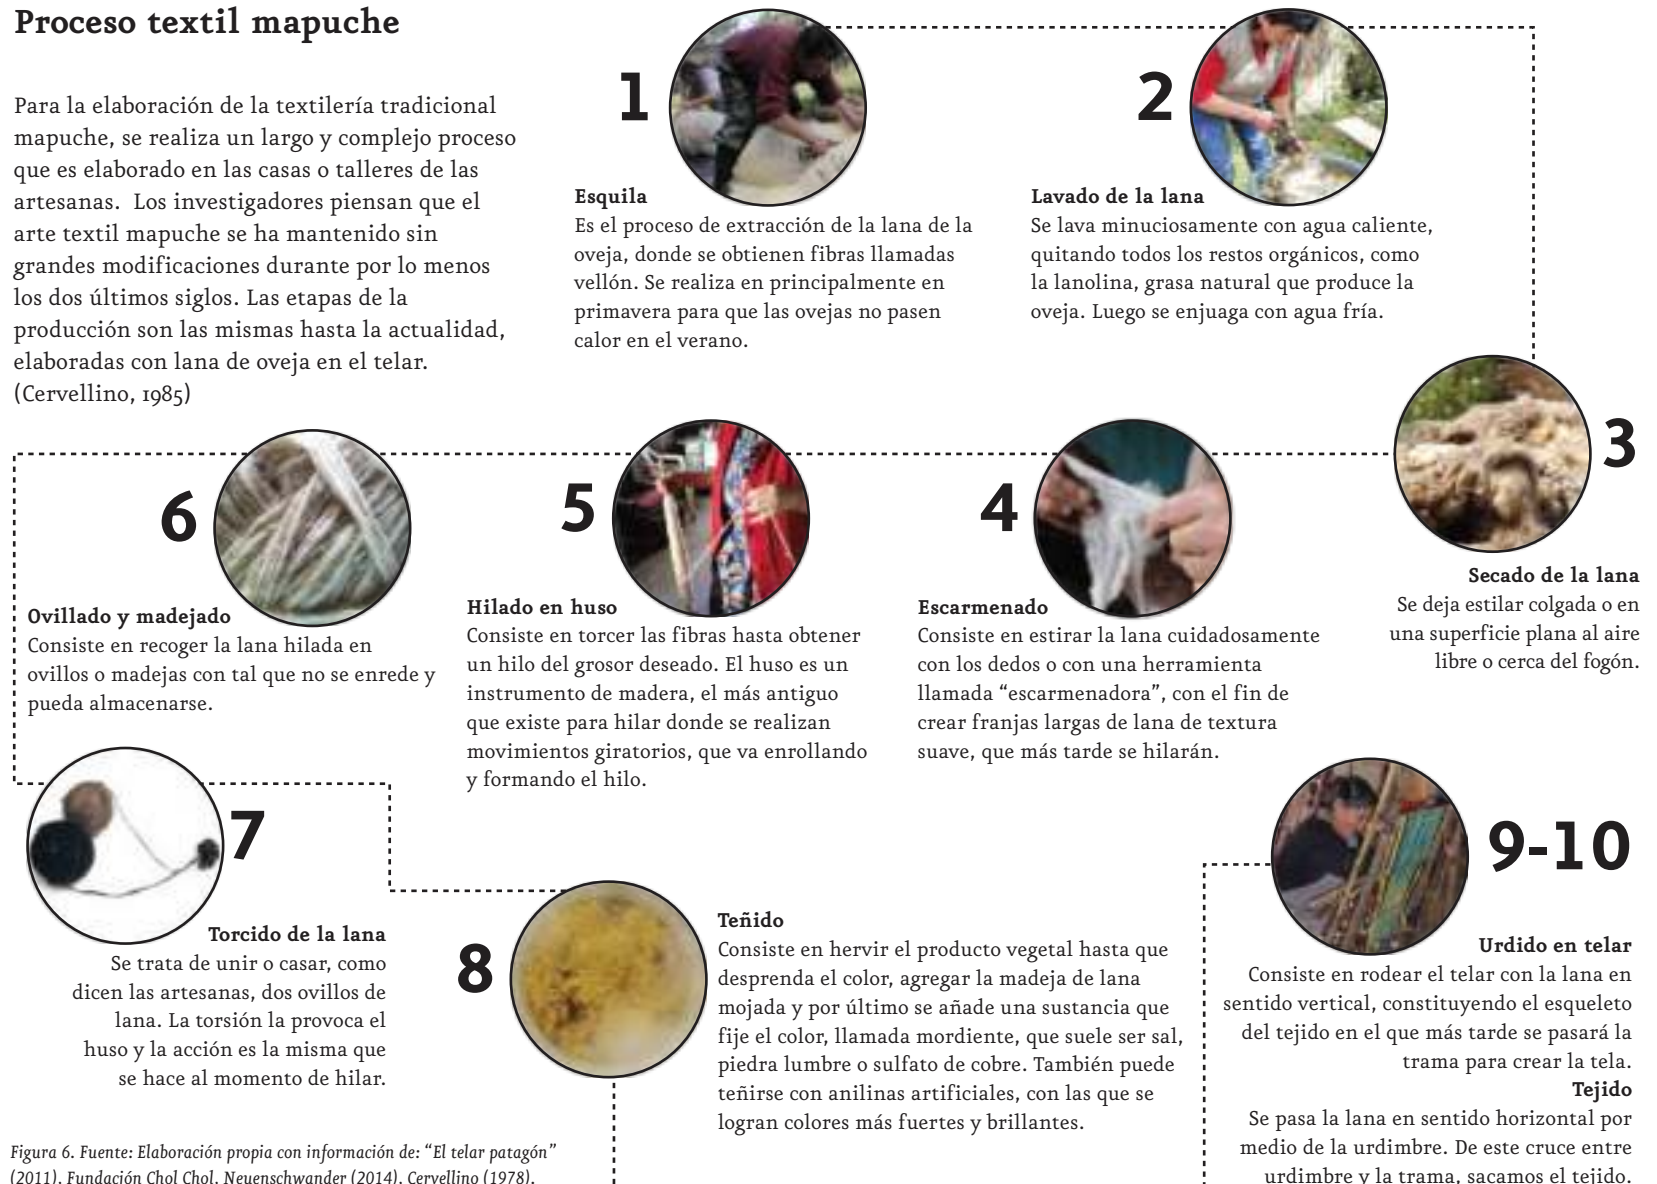 Proceso textil mapuche
Para la elaboración de la textilería tradicional
mapuche, se realiza un largo y complejo proceso
que es elaborado en las casas o talleres de las
artesanas.  Los investigadores piensan que el
arte textil mapuche se ha mantenido sin
grandes modificaciones durante por lo menos
los dos últimos siglos. Las etapas de la
producción son las mismas hasta la actualidad,
elaboradas con lana de oveja en el telar.
(Cervellino, 1985)
1
Esquila
Es el proceso de extracción de la lana de la
oveja, donde se obtienen fibras llamadas
vellón. Se realiza en principalmente en
primavera para que las ovejas no pasen
calor en el verano.
2
Lavado de la lana
Se lava minuciosamente con agua caliente,
quitando todos los restos orgánicos, como
la lanolina, grasa natural que produce la
oveja. Luego se enjuaga con agua fría.
3
Secado de la lana
Se deja estilar colgada o en
una superficie plana al aire
libre o cerca del fogón.
4
Escarmenado
Consiste en estirar la lana cuidadosamente
con los dedos o con una herramienta
llamada “escarmenadora”, con el fin de
crear franjas largas de lana de textura
suave, que más tarde se hilarán.
5
Hilado en huso
Consiste en torcer las fibras hasta obtener
un hilo del grosor deseado. El huso es un
instrumento de madera, el más antiguo
que existe para hilar donde se realizan
movimientos giratorios, que va enrollando
y formando el hilo.
6
Ovillado y madejado
Consiste en recoger la lana hilada en
ovillos o madejas con tal que no se enrede y
pueda almacenarse.
7
Torcido de la lana
Se trata de unir o casar, como
dicen las artesanas, dos ovillos de
lana. La torsión la provoca el
huso y la acción es la misma que
se hace al momento de hilar.
8
Teñido
Consiste en hervir el producto vegetal hasta que
desprenda el color, agregar la madeja de lana
mojada y por último se añade una sustancia que
fije el color, llamada mordiente, que suele ser sal,
piedra lumbre o sulfato de cobre. También puede
teñirse con anilinas artificiales, con las que se
logran colores más fuertes y brillantes.
9-10
Urdido en telar
Consiste en rodear el telar con la lana en
sentido vertical, constituyendo el esqueleto
del tejido en el que más tarde se pasará la
trama para crear la tela.
Tejido
Se pasa la lana en sentido horizontal por
medio de la urdimbre. De este cruce entre
urdimbre y la trama, sacamos el tejido.
Figura 6. Fuente: Elaboración propia con información de: “El telar patagón”
(2011). Fundación Chol Chol. Neuenschwander (2014). Cervellino (1978).